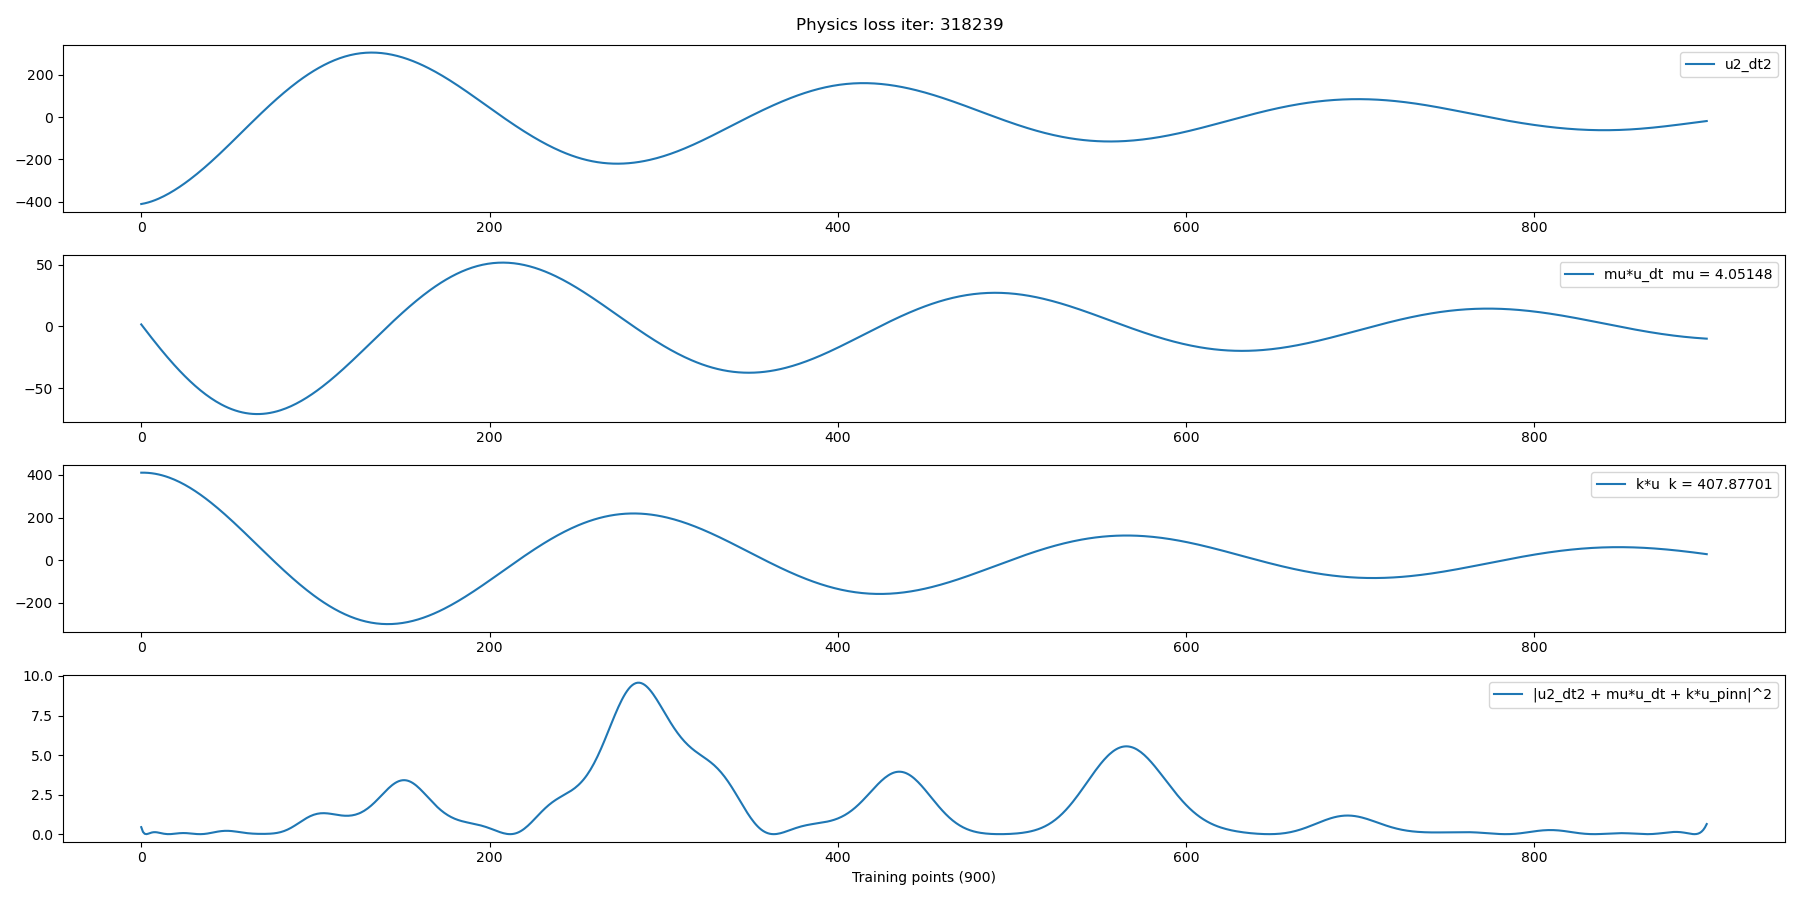 Physics loss iter: 318239
u2_dt2
200
0
−200
−400
0 200 400 600 800
mu*u_dt mu = 4.05148
50
0
−50
0 200 400 600 800
k*u k = 407.87701
400
200
0
−200
0 200 400 600 800
|u2_dt2 + mu*u_dt + k*u_pinn|^2
10.0
7.5
5.0
2.5
0.0
0 200 400 600 800
Training points (900)